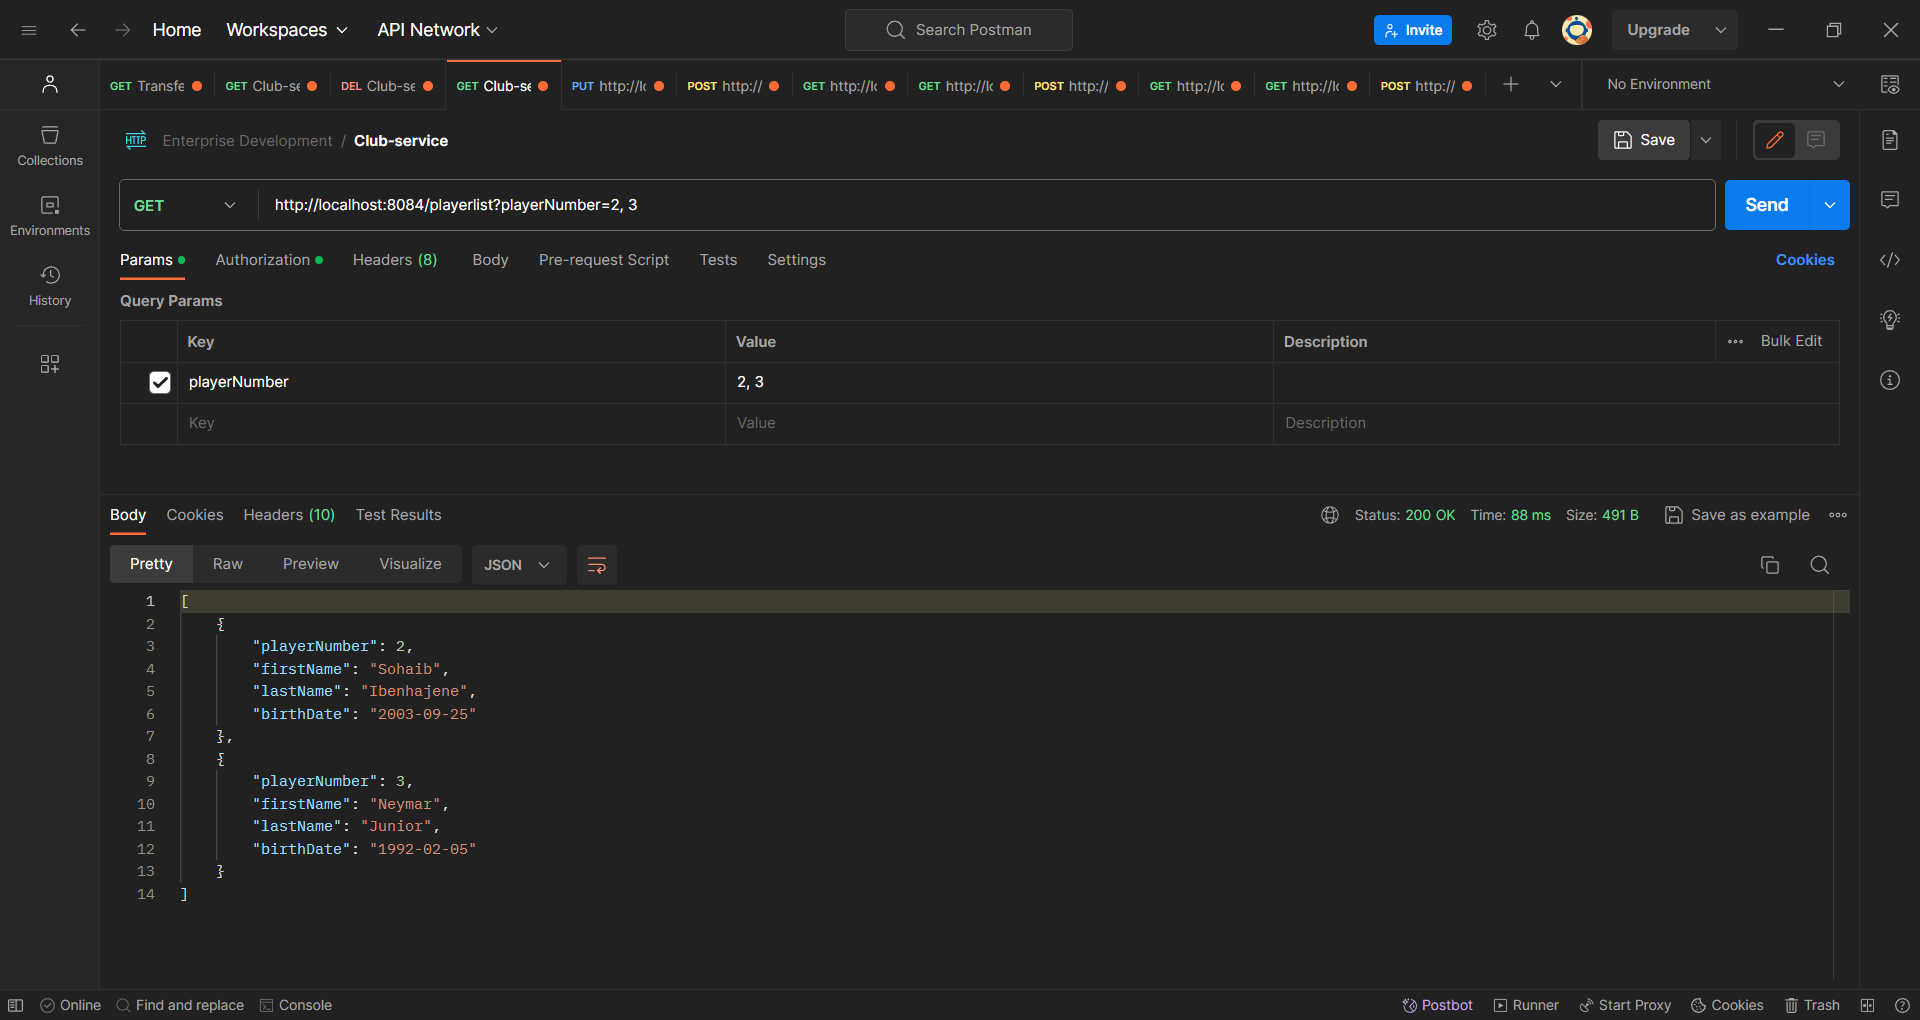 Home Workspaces API Network Search Postman Invite Upgrade
GET Transfe GET Club-se DEL Club-se GET Club-se PUT http://lo POST http:// GET http://lo GET http://lo POST http:// GET http://lo GET http://lo POST http:// No Environment
HTTP Enterprise Development / Club-service Save
Collections
Environments
History
GET http://localhost:8084/playerlist?playerNumber=2, 3 Send
Params Authorization Headers (8) Body Pre-request Script Tests Settings Cookies
Query Params
Key Value Description Bulk Edit
playerNumber 2, 3
Key Value Description
Body Cookies Headers (10) Test Results Status: 200 OK Time: 88 ms Size: 491 B Save as example
Pretty Raw Preview Visualize JSON
1 [
2 {
3 "playerNumber": 2,
4 "firstName": "Sohaib",
5 "lastName": "Ibenhajene",
6 "birthDate": "2003-09-25"
7 },
8 {
9 "playerNumber": 3,
10 "firstName": "Neymar",
11 "lastName": "Junior",
12 "birthDate": "1992-02-05"
13 }
14 ]
Online Find and replace Console Postbot Runner Start Proxy Cookies Trash